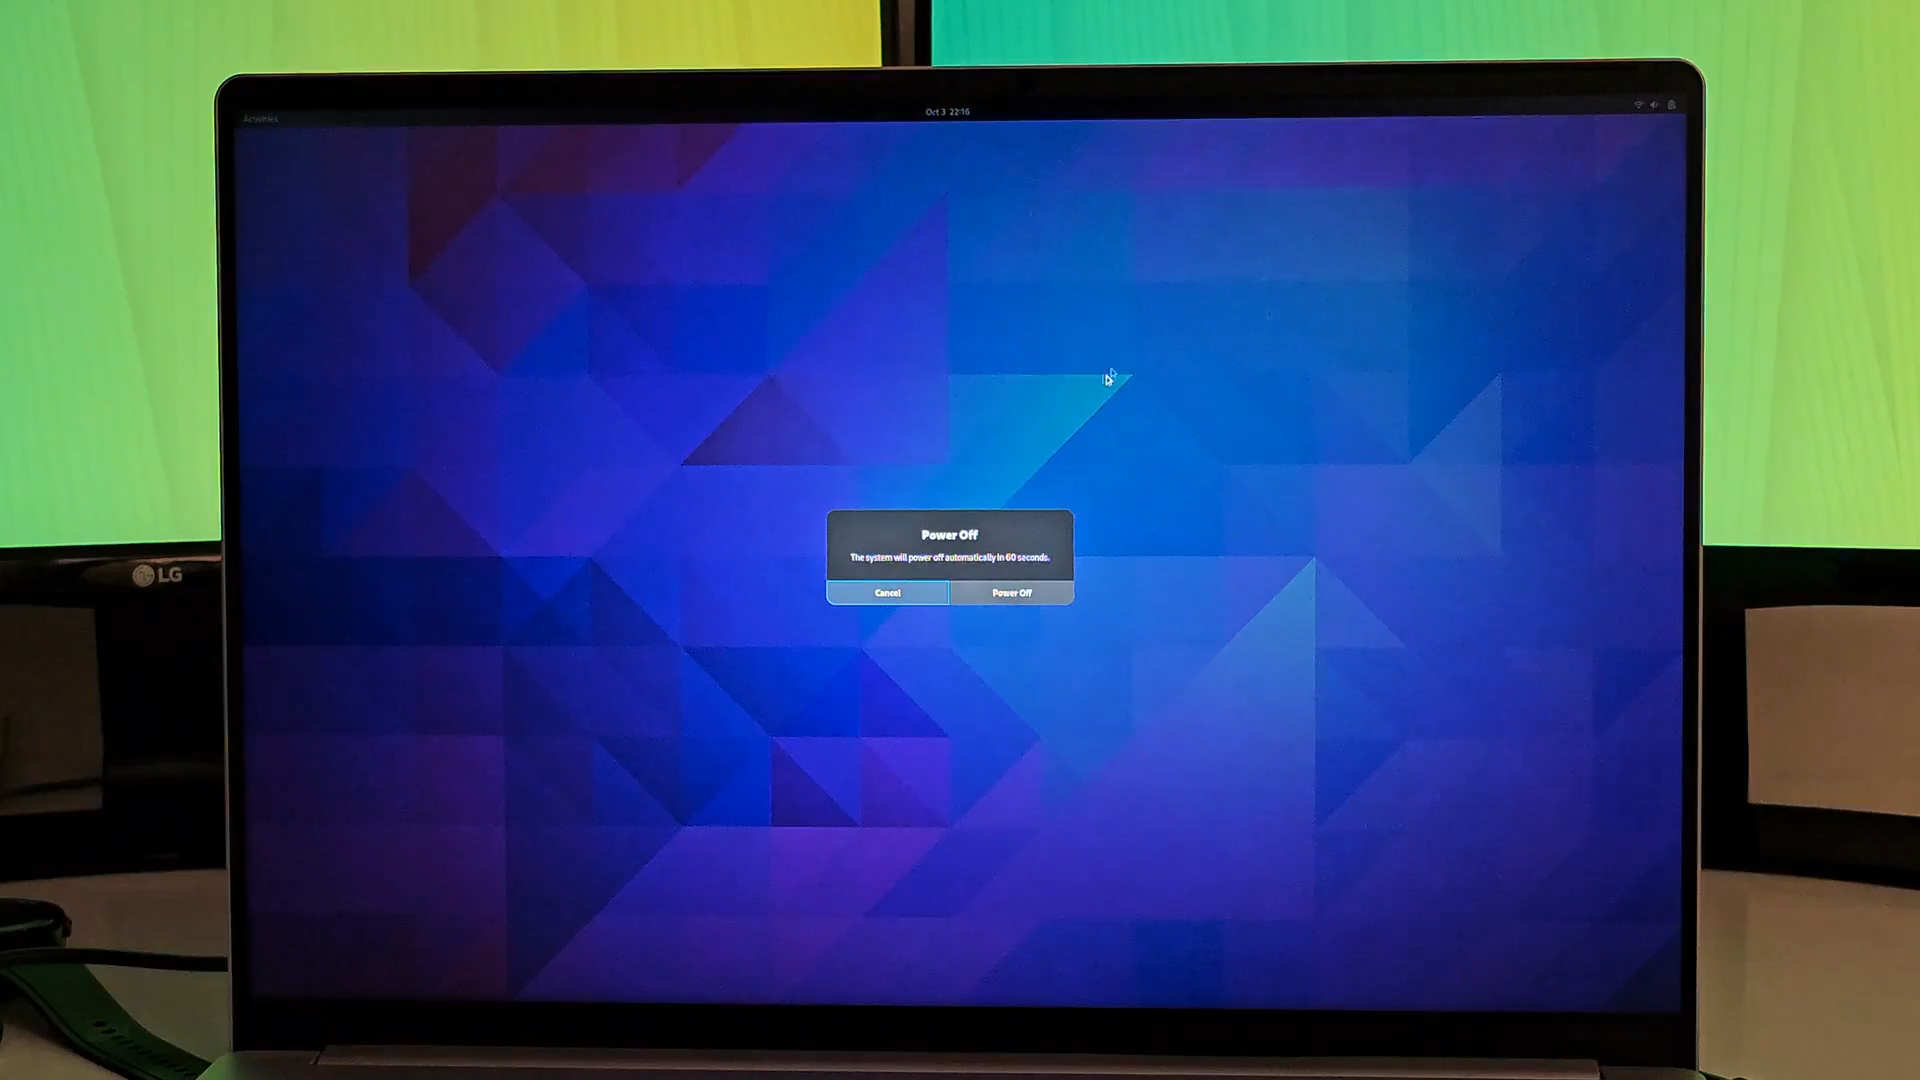 Activities
Oct 3 22:16
Power Off
The system will power off automatically in 60 seconds.
Cancel
Power Off
LG